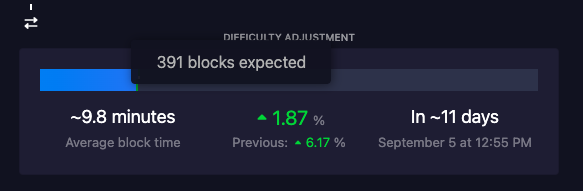 DIFFICULTY ADJUSTMENT
391 blocks expected
~9.8 minutes
Average block time
1.87 %
Previous: 6.17 %
In ~11 days
September 5 at 12:55 PM